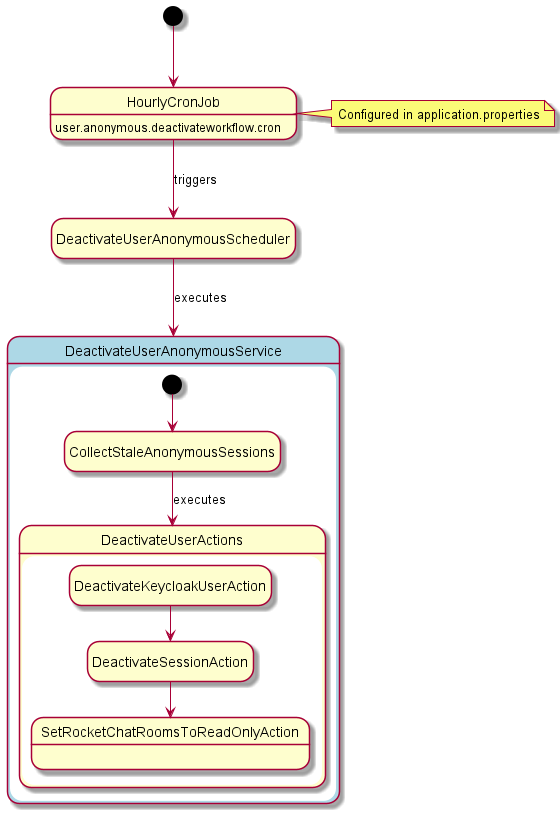 HourlyCronJob
user.anonymous.deactivateworkflow.cron
Configured in application.properties
triggers
DeactivateUserAnonymousScheduler
executes
DeactivateUserAnonymousService
CollectStaleAnonymousSessions
executes
DeactivateUserActions
DeactivateKeycloakUserAction
DeactivateSessionAction
SetRocketChatRoomsToReadOnlyAction